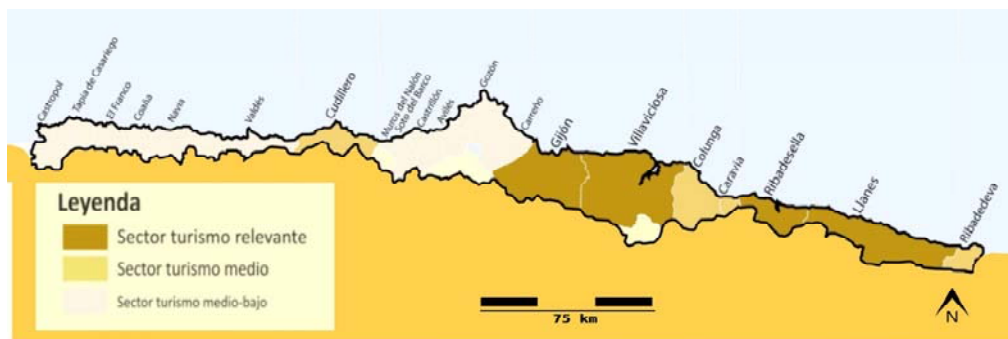 Castropol
Tapia de Casariego
El Franco
Coaña
Navia
Valdés
Cudillero
Muros del Nalón
Soto del Barco
Castrillón
Avilés
Gozón
Carreño
Gijón
Villaviciosa
Colunga
Caravia
Ribadesella
Llanes
Ribadedeva
Leyenda
Sector turismo relevante
Sector turismo medio
Sector turismo medio-bajo
75 km
N